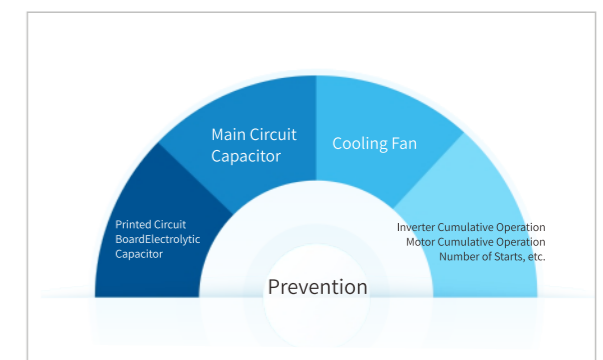 Main Circuit
Capacitor
Cooling Fan
Printed Circuit
BoardElectrolytic
Capacitor
Inverter Cumulative Operation
Motor Cumulative Operation
Number of Starts, etc.
Prevention